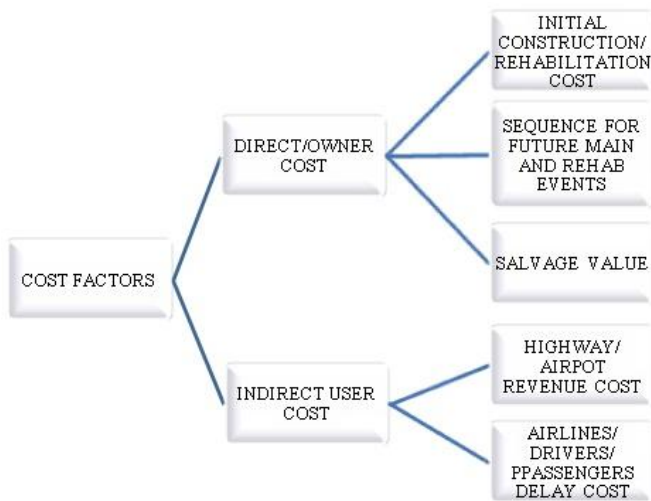 INITIAL
CONSTRUCTION/
REHABILITATION
COST
DIRECT/OWNER
COST
SEQUENCE FOR
FUTURE MAIN
AND REHAB
EVENTS
SALVAGE VALUE
COST FACTORS
INDIRECT USER
COST
HIGHWAY/
AIRPOT
REVENUE COST
AIRLINES/
DRIVERS/
PPASSENGERS
DELAY COST